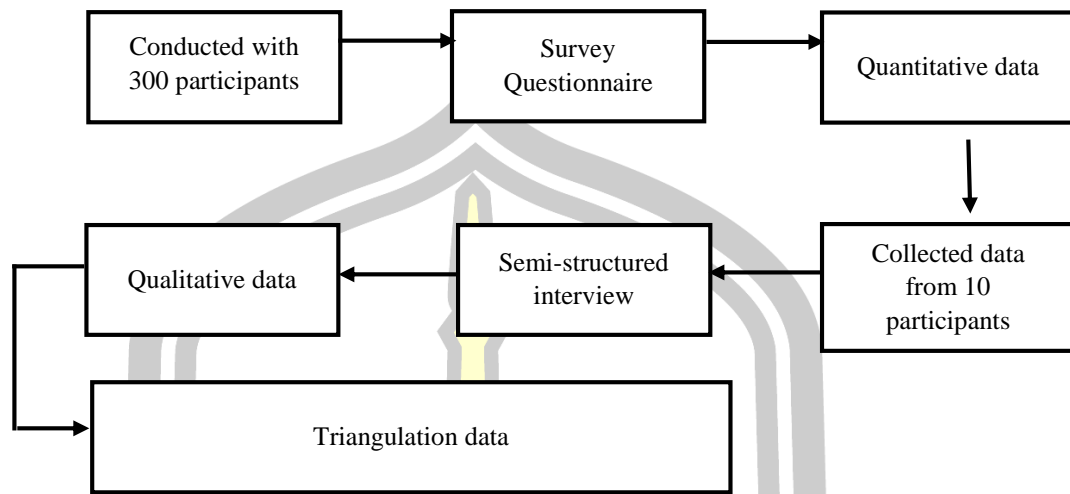 Conducted with
300 participants
Survey
Questionnaire
Quantitative data
Collected data
from 10
participants
Semi-structured
interview
Qualitative data
Triangulation data